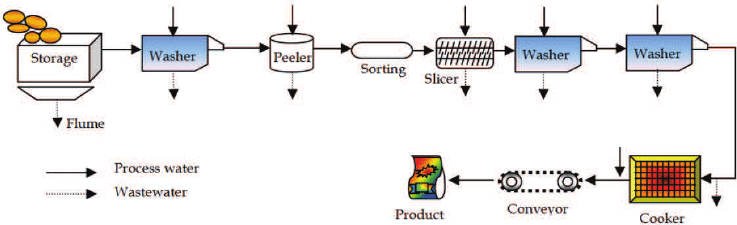 Storage
Washer
Peeler
Sorting
Slicer
Washer
Washer
Flume
Process water
Wastewater
Product
Conveyor
Cooker